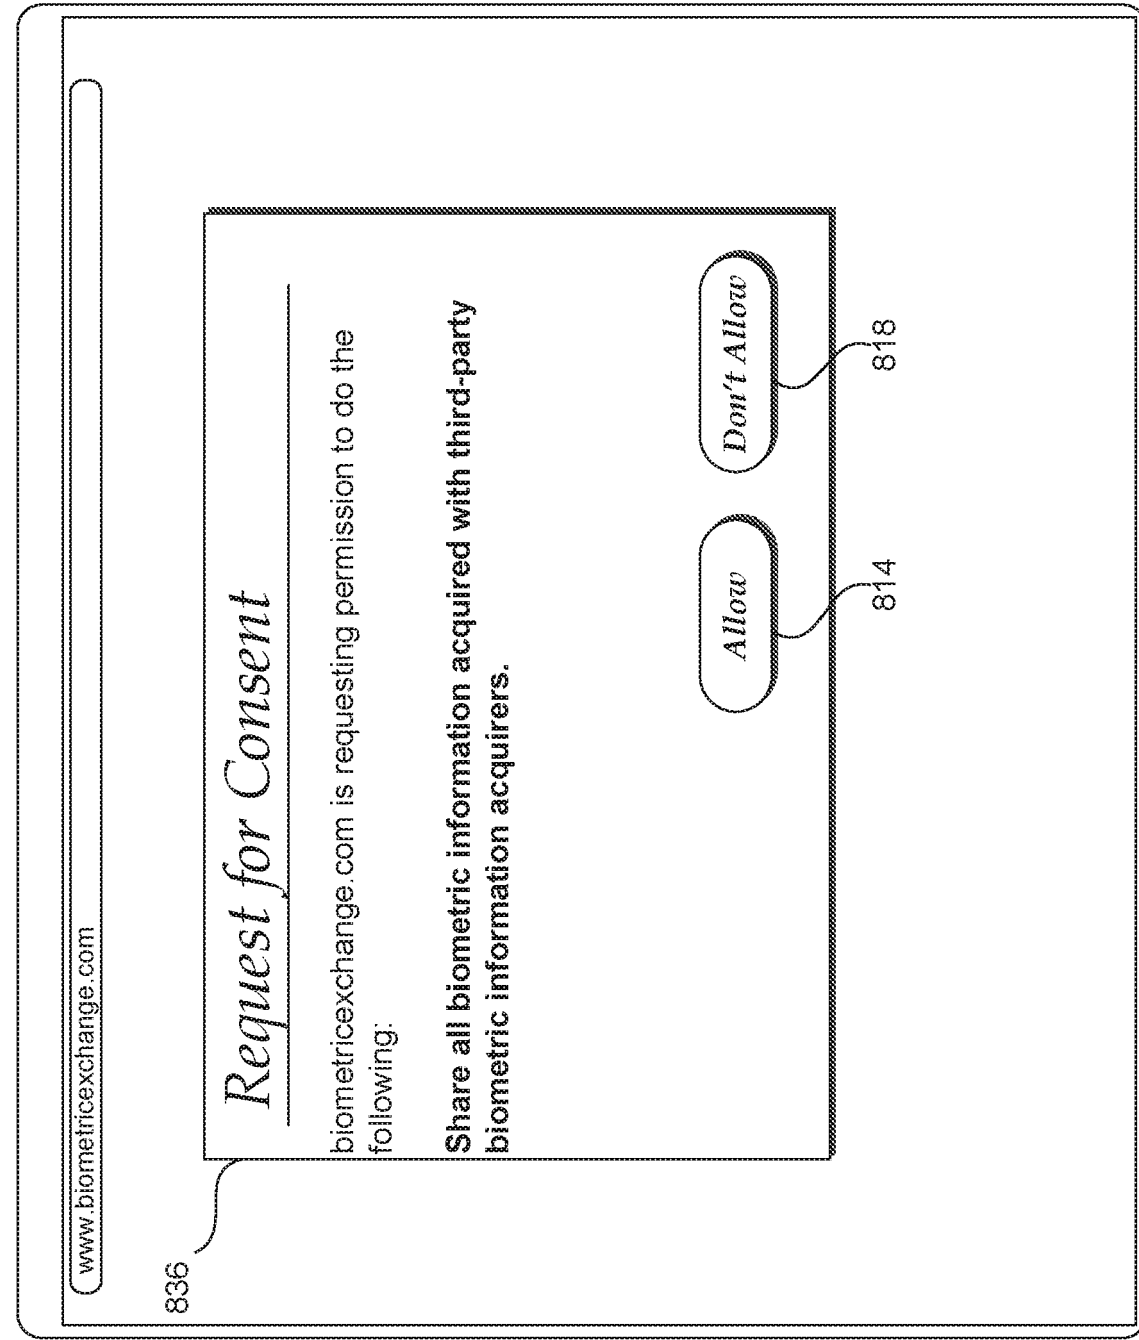 www.biometricexchange.com
836
Request for Consent
biometricexchange.com is requesting permission to do the
following:
Share all biometric information acquired with third-party
biometric information acquirers.
Allow
Don't Allow
814
818